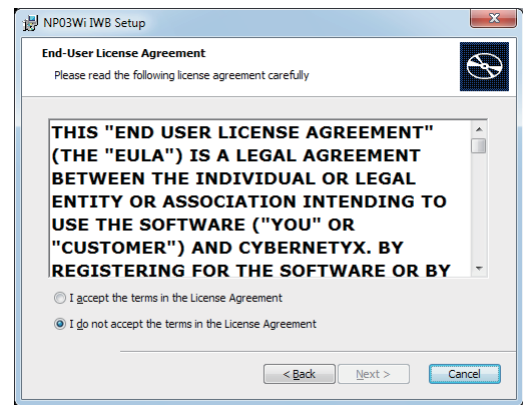 NP03Wi IWB Setup
End-User License Agreement
Please read the following license agreement carefully
THIS "END USER LICENSE AGREEMENT"
(THE "EULA") IS A LEGAL AGREEMENT
BETWEEN THE INDIVIDUAL OR LEGAL
ENTITY OR ASSOCIATION INTENDING TO
USE THE SOFTWARE ("YOU" OR
"CUSTOMER") AND CYBERNETYX. BY
REGISTERING FOR THE SOFTWARE OR BY
I accept the terms in the License Agreement
I do not accept the terms in the License Agreement
< Back Next > Cancel